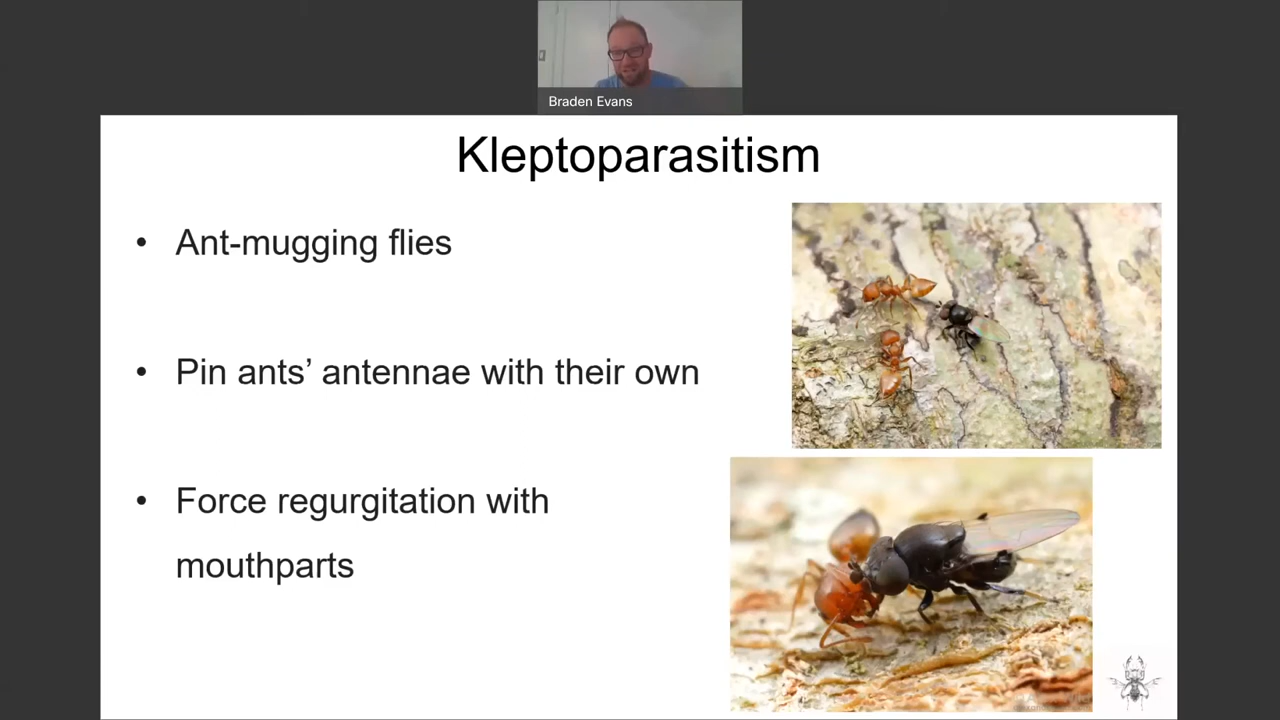 Braden Evans
Kleptoparasitism
• Ant-mugging flies
• Pin ants’ antennae with their own
• Force regurgitation with
mouthparts